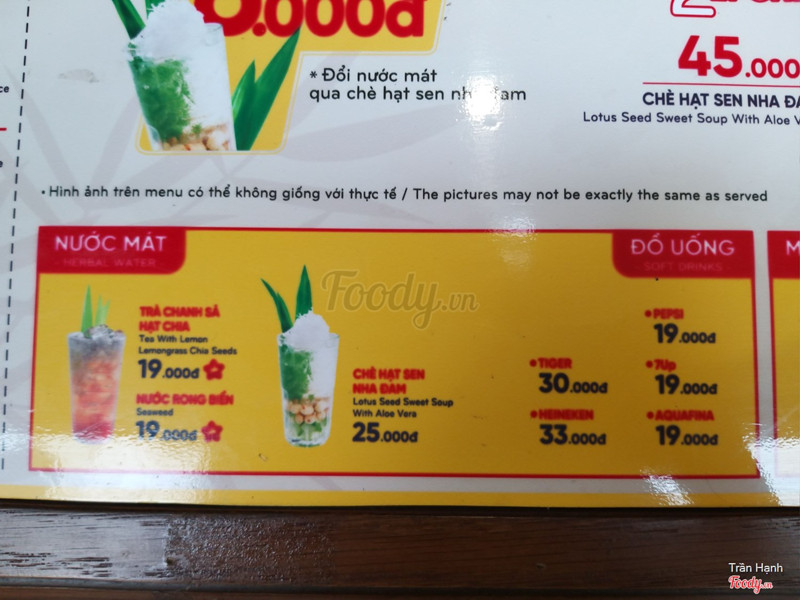 .000đ
* Đổi nước mát
qua chè hạt sen nha đam
45.000
CHÈ HẠT SEN NHA ĐA
Lotus Seed Sweet Soup With Aloe V
• Hình ảnh trên menu có thể không giống với thực tế / The pictures may not be exactly the same as served
NƯỚC MÁT
- HERBAL WATER -
TRÀ CHANH SẢ
HẠT CHIA
Tea With Lemon
Lemongrass Chia Seeds
19.000đ
NƯỚC RONG BIỂN
Seaweed
19.000đ
CHÈ HẠT SEN
NHA ĐAM
Lotus Seed Sweet Soup
With Aloe Vera
25.000đ
ĐỒ UỐNG
- SOFT DRINKS -
• TIGER
30.000đ
• HEINEKEN
33.000đ
• PEPSI
19.000đ
• 7Up
19.000đ
• AQUAFINA
19.000đ
M
Foody.vn
Trần Hạnh
Foody.vn